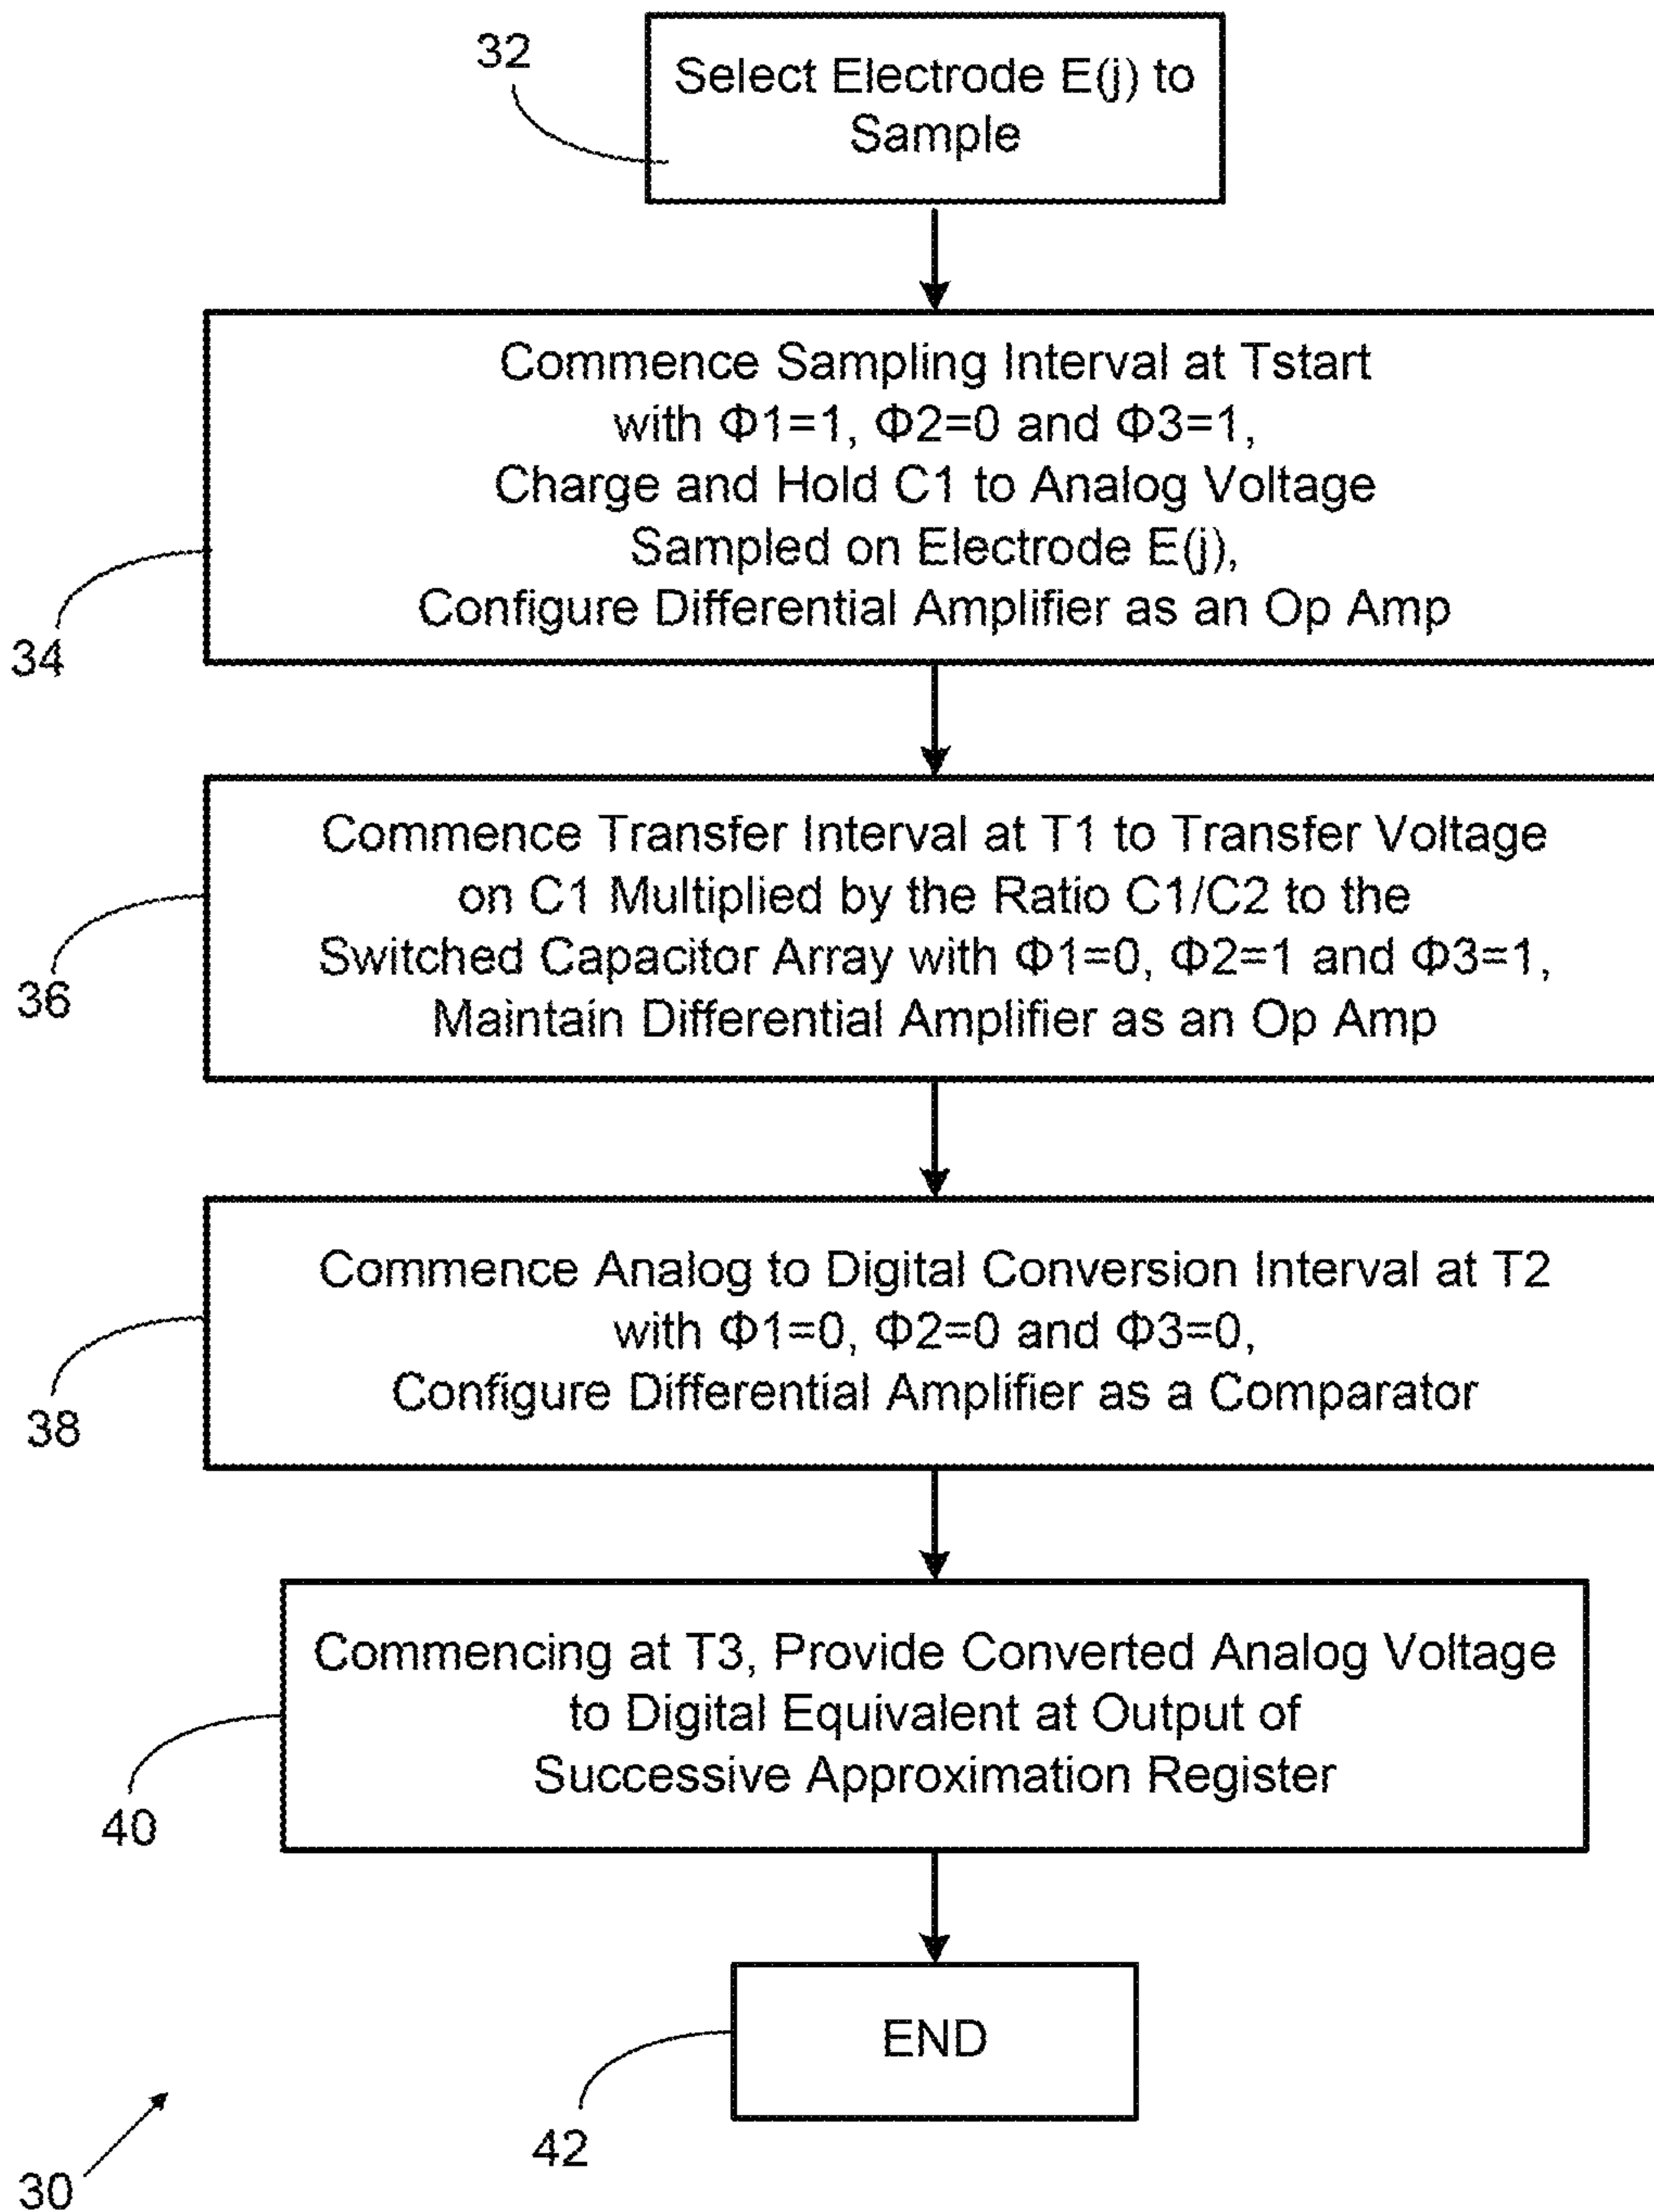 32
Select Electrode E(j) to
Sample
Commence Sampling Interval at Tstart
with Φ1=1, Φ2=0 and Φ3=1,
Charge and Hold C1 to Analog Voltage
Sampled on Electrode E(j),
Configure Differential Amplifier as an Op Amp
34
Commence Transfer Interval at T1 to Transfer Voltage
on C1 Multiplied by the Ratio C1/C2 to the
Switched Capacitor Array with Φ1=0, Φ2=1 and Φ3=1,
Maintain Differential Amplifier as an Op Amp
36
Commence Analog to Digital Conversion Interval at T2
with Φ1=0, Φ2=0 and Φ3=0,
Configure Differential Amplifier as a Comparator
38
Commencing at T3, Provide Converted Analog Voltage
to Digital Equivalent at Output of
Successive Approximation Register
40
END
42
30